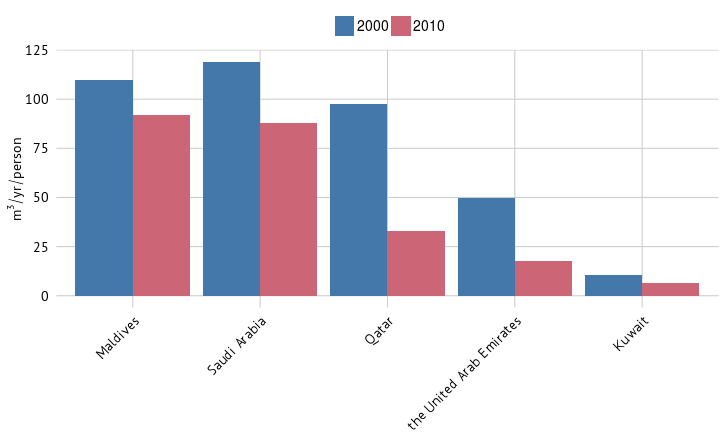 2000 2010
125
100
75
50
25
0
m³/yr/person
Maldives
Saudi Arabia
Qatar
the United Arab Emirates
Kuwait